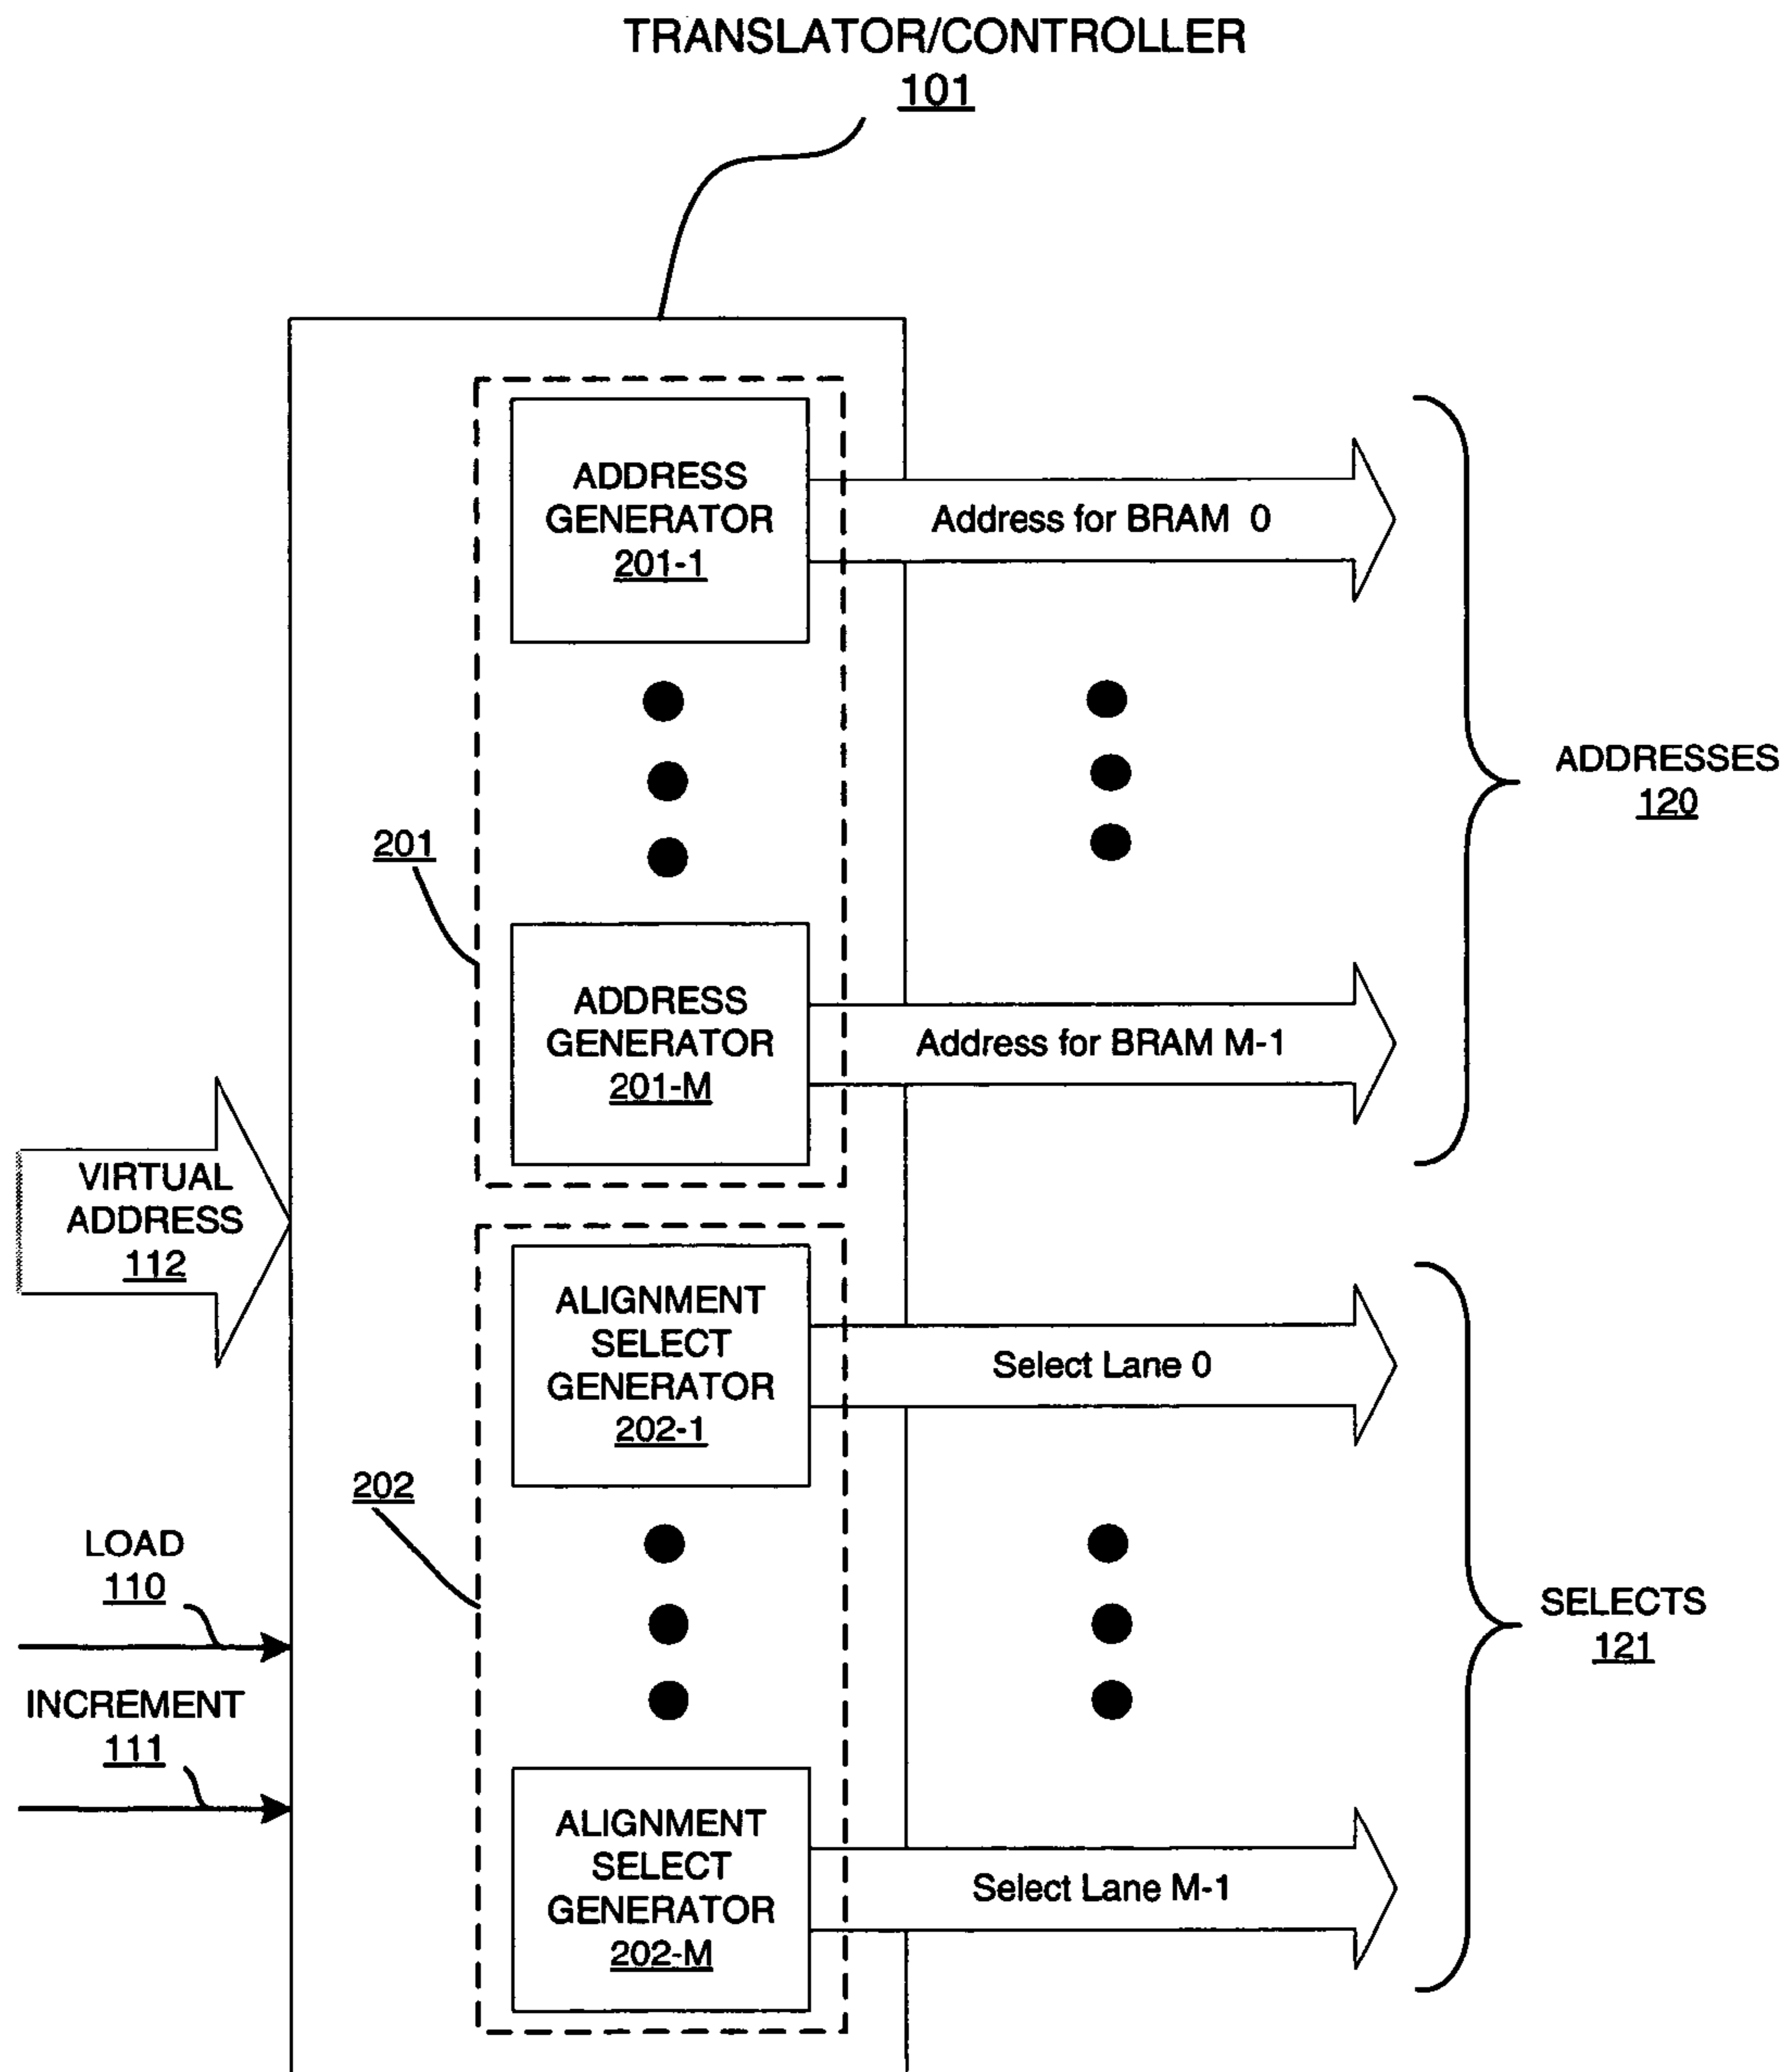 TRANSLATOR/CONTROLLER
101
ADDRESS
GENERATOR
201-1
Address for BRAM 0
ADDRESSES
120
201
ADDRESS
GENERATOR
201-M
Address for BRAM M-1
VIRTUAL
ADDRESS
112
ALIGNMENT
SELECT
GENERATOR
202-1
Select Lane 0
202
LOAD
110
SELECTS
121
INCREMENT
111
ALIGNMENT
SELECT
GENERATOR
202-M
Select Lane M-1